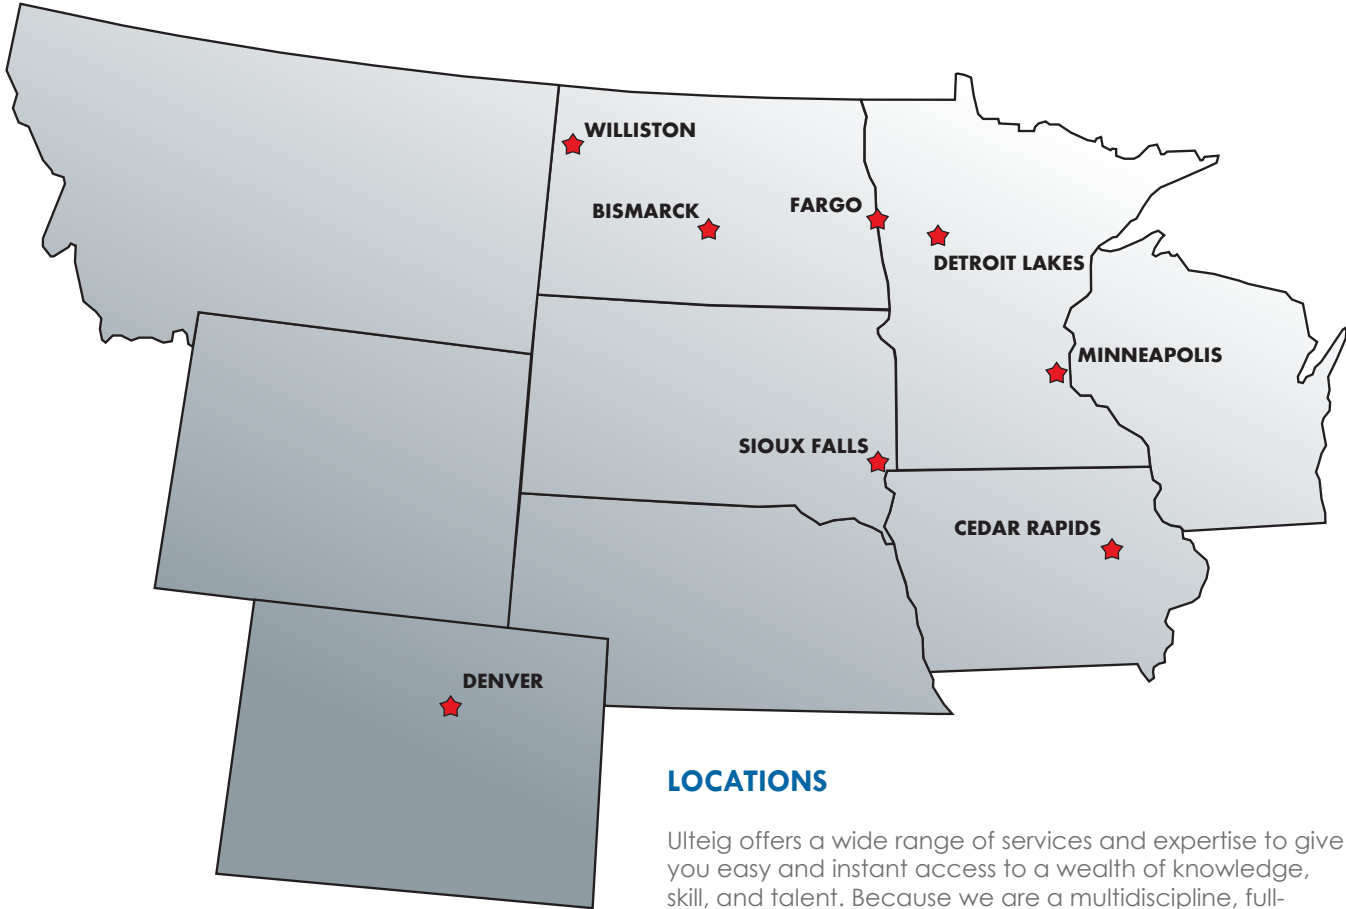 WILLISTON
BISMARCK
FARGO
DETROIT LAKES
MINNEAPOLIS
SIOUX FALLS
CEDAR RAPIDS
DENVER
LOCATIONS
Ulteig offers a wide range of services and expertise to give
you easy and instant access to a wealth of knowledge,
skill, and talent. Because we are a multidiscipline, full-